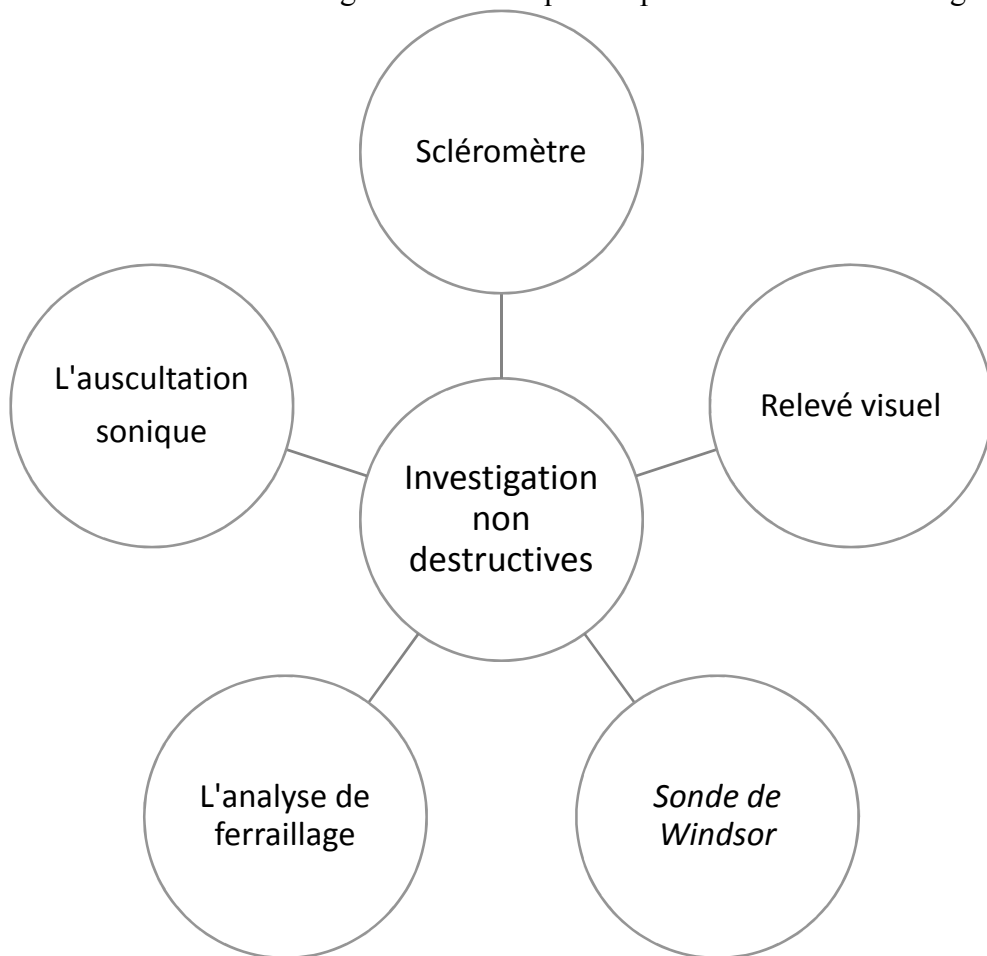 Scléromètre
L'auscultation
sonique
Relevé visuel
Investigation
non
destructives
L'analyse de
ferraillage
Sonde de
Windsor